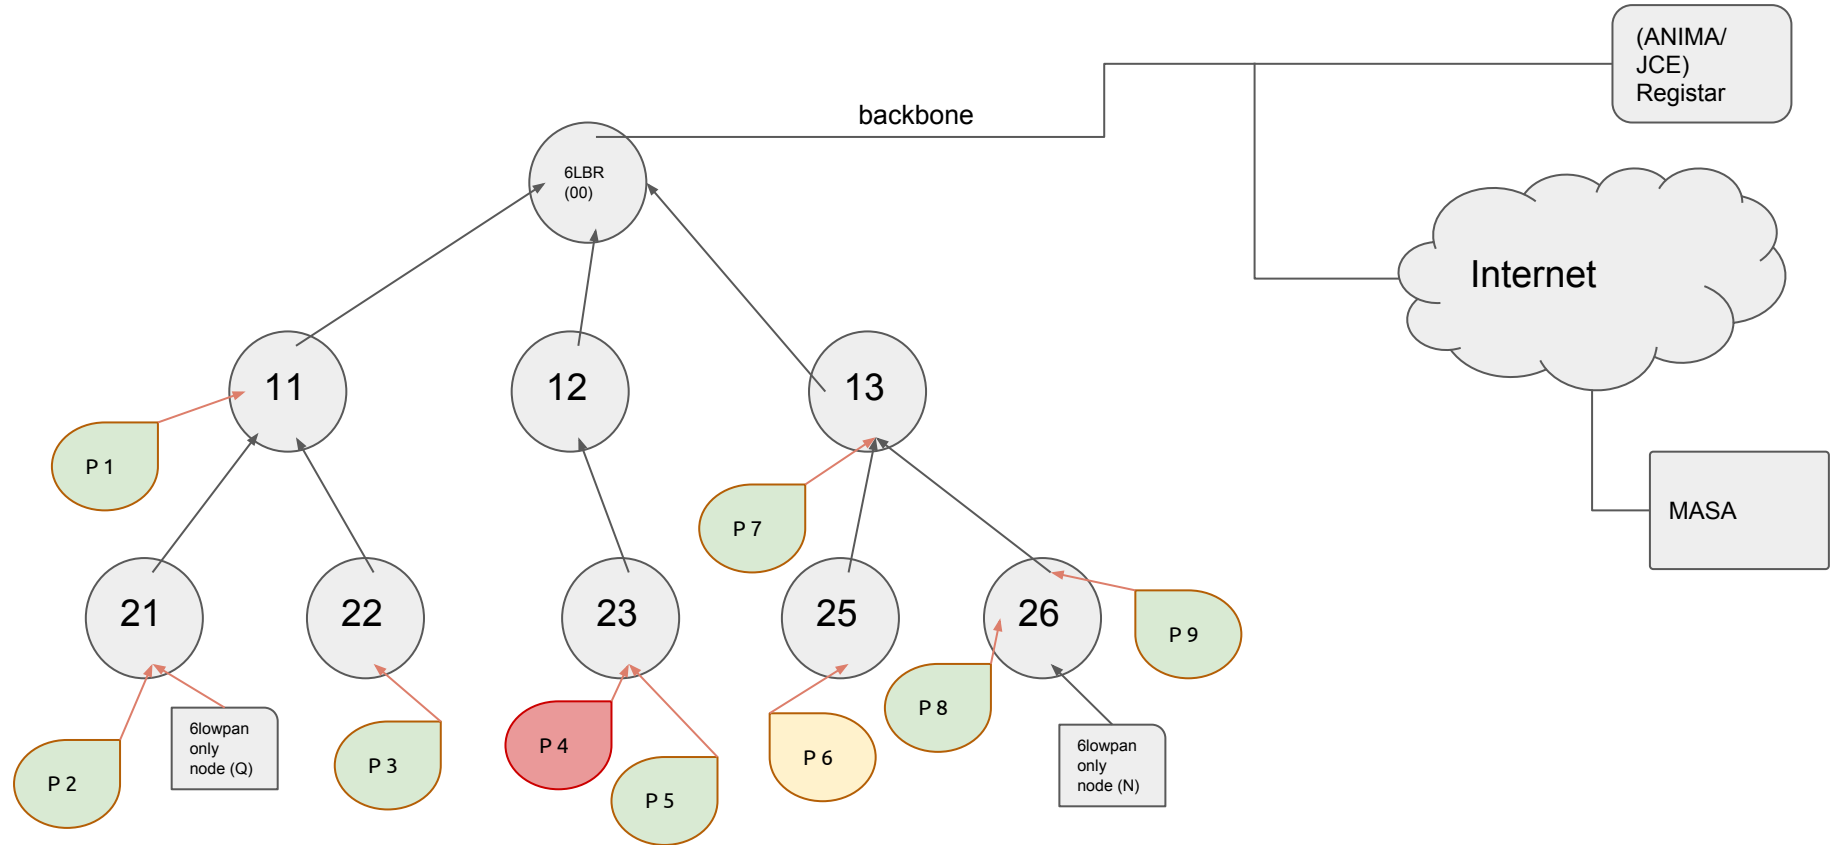 (ANIMA/
JCE)
Registar
backbone
6LBR
(00)
Internet
11
12
13
P 1
P 7
MASA
21
22
23
25
26
P 9
P 8
6lowpan
only
node (Q)
P 2
P 3
P 4
P 5
P 6
6lowpan
only
node (N)